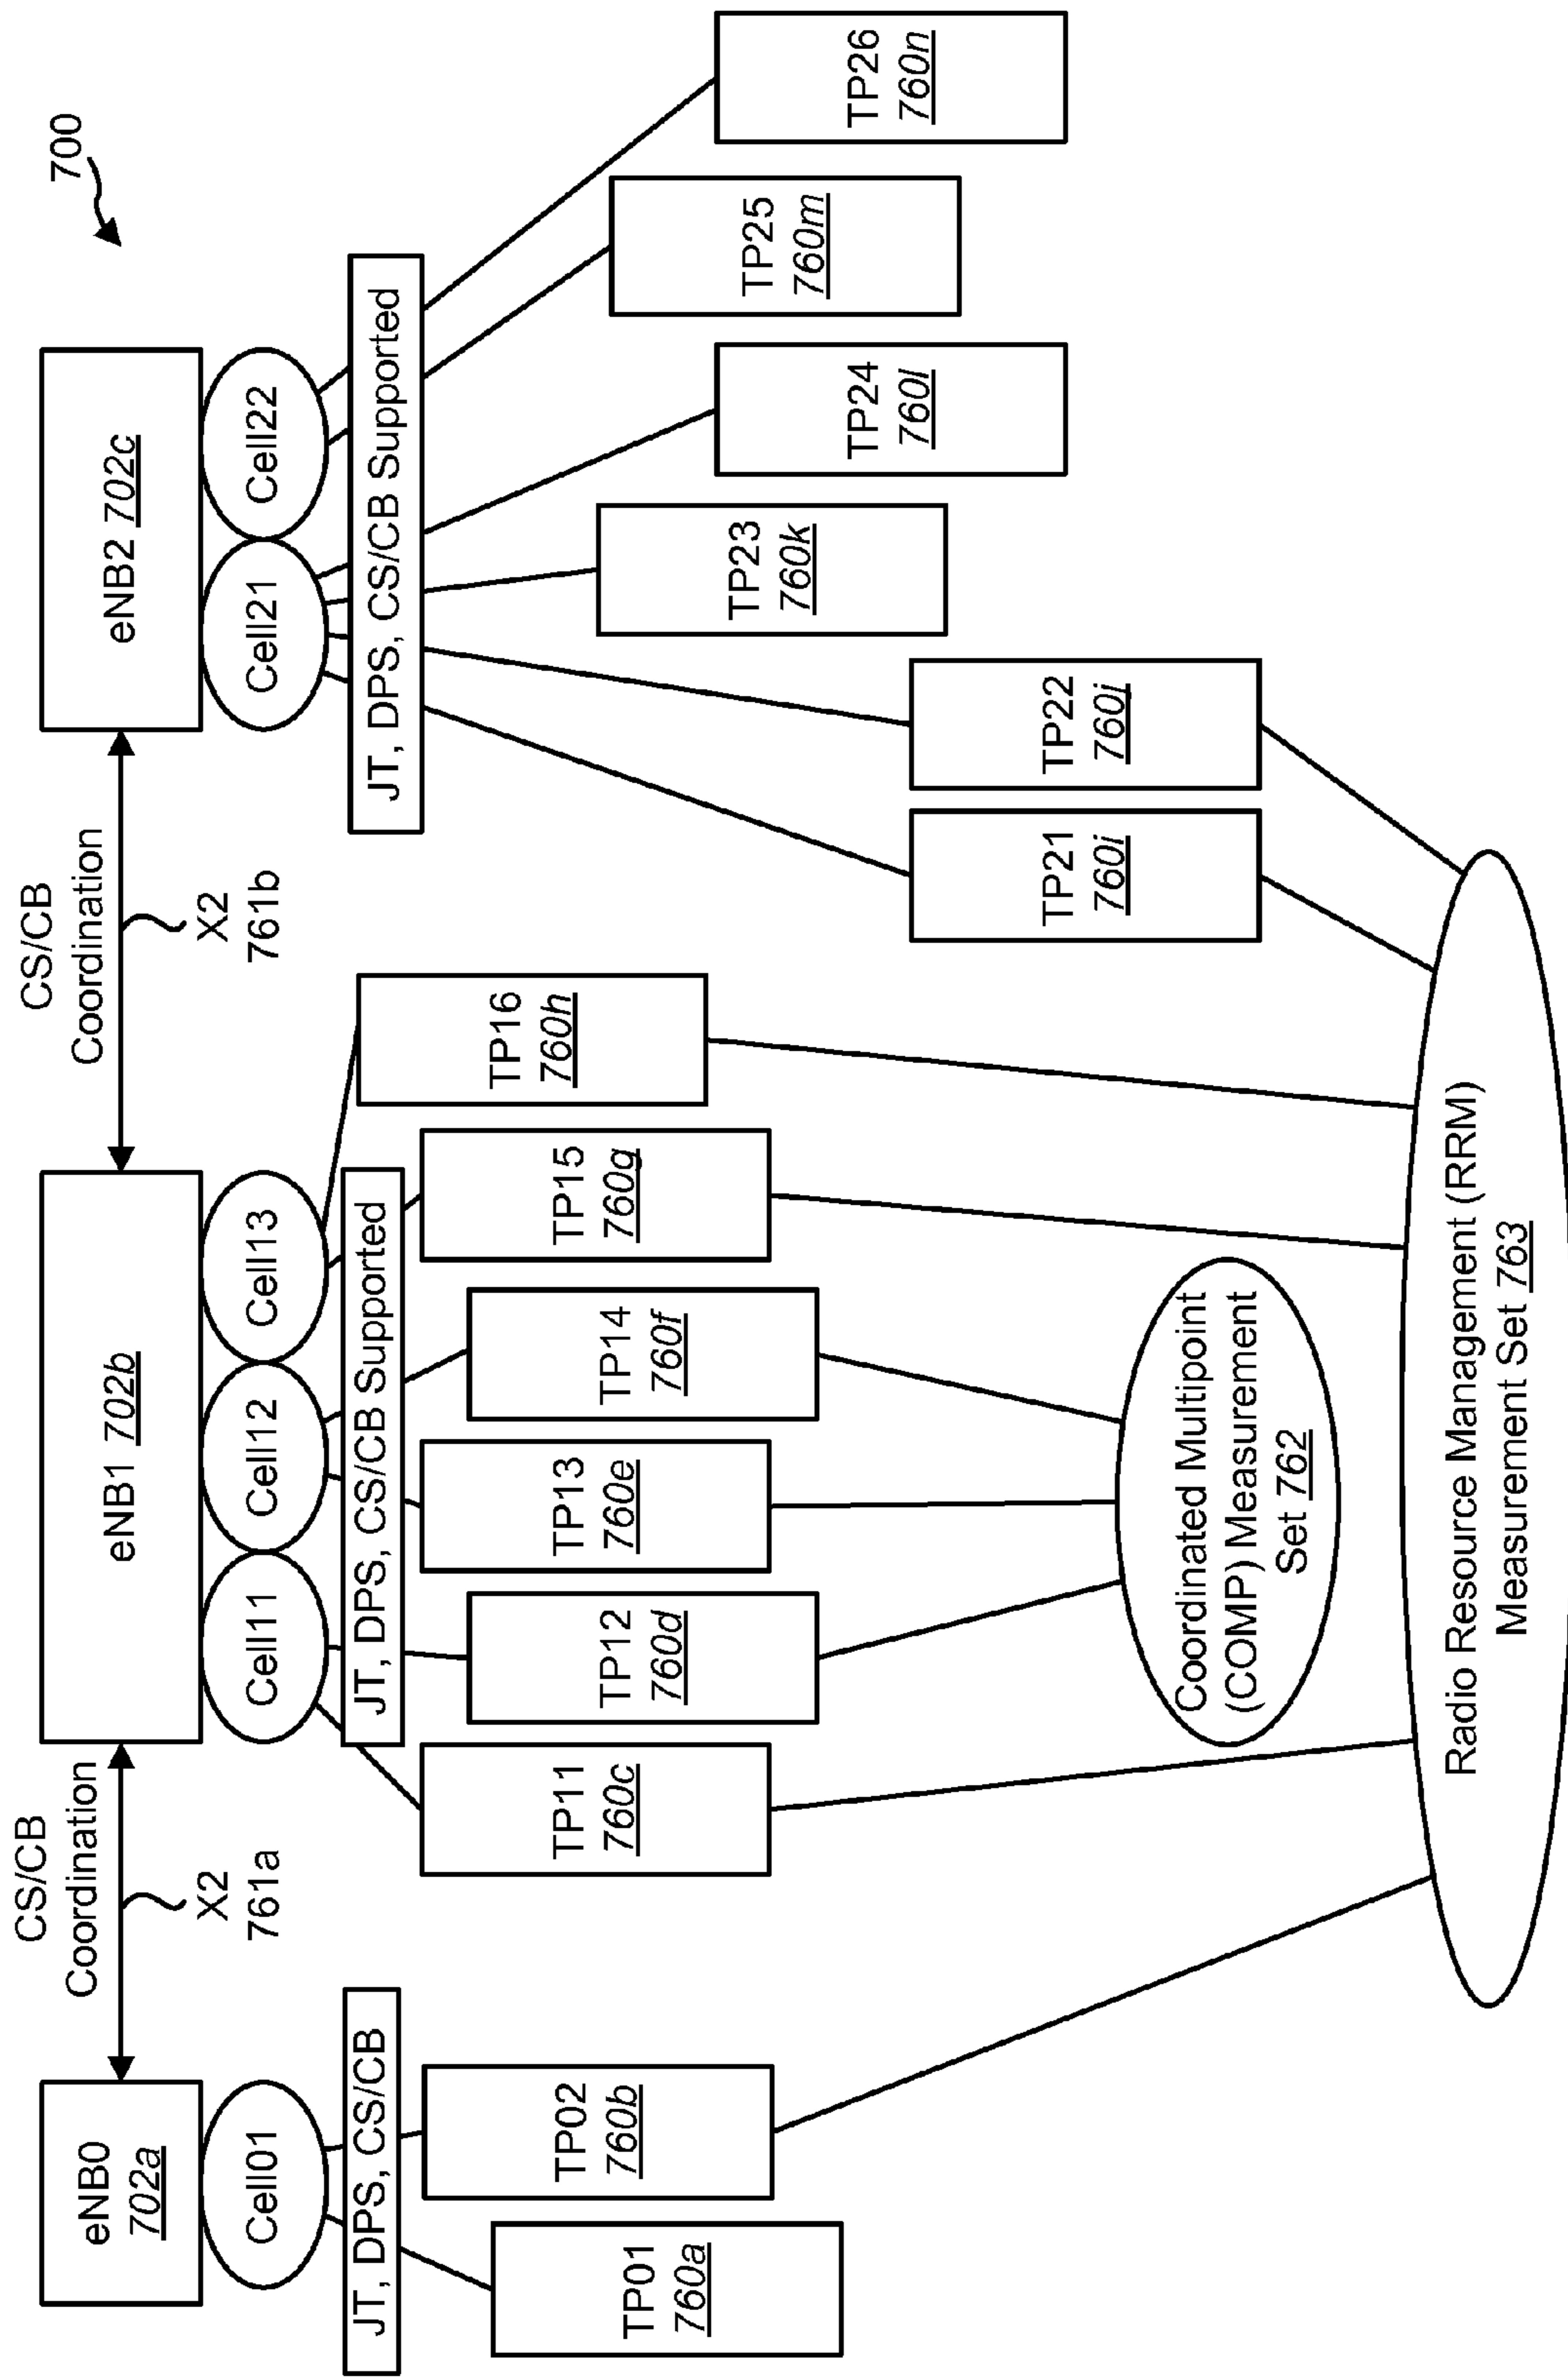 700
CS/CB
Coordination
CS/CB
Coordination
eNB0
702a
eNB1 702b
eNB2 702c
X2
761a
X2
761b
Cell01
Cell11
Cell12
Cell13
Cell21
Cell22
JT, DPS, CS/CB
JT, DPS, CS/CB Supported
JT, DPS, CS/CB Supported
TP01
760a
TP02
760b
TP11
760c
TP12
760d
TP13
760e
TP14
760f
TP15
760g
TP16
760h
TP21
760i
TP22
760j
TP23
760k
TP24
760l
TP25
760m
TP26
760n
Coordinated Multipoint
(COMP) Measurement
Set 762
Radio Resource Management (RRM)
Measurement Set 763